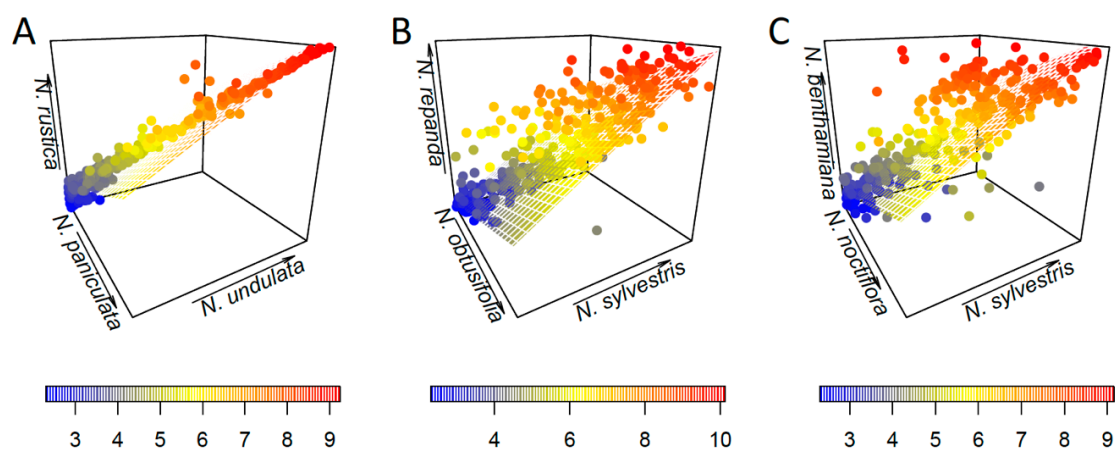 A
N. rustica
N. paniculata
N. undulata
3 4 5 6 7 8 9
B
N. repanda
N. obtusifolia
N. sylvestris
4 6 8 10
C
N. benthamiana
N. noctiflora
N. sylvestris
3 4 5 6 7 8 9